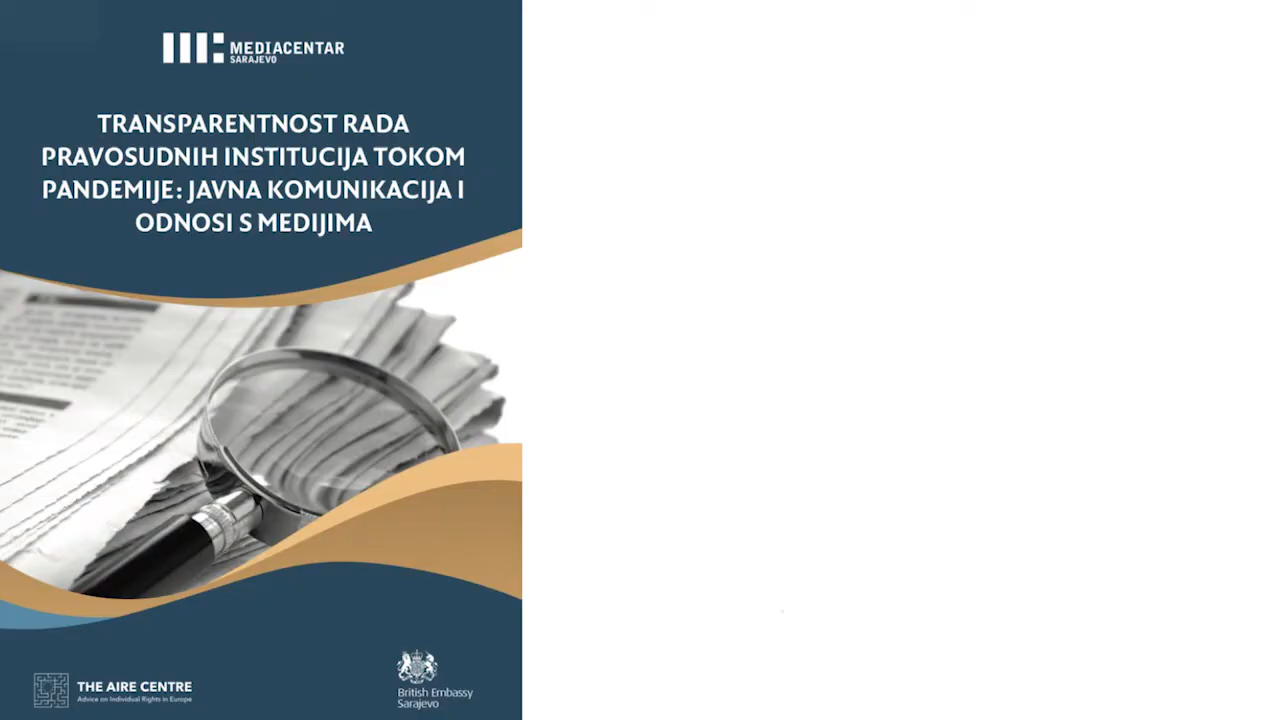 MEDIACENTAR
SARAJEVO
TRANSPARENTNOST RADA
PRAVOSUDNIH INSTITUCIJA TOKOM
PANDEMIJE: JAVNA KOMUNIKACIJA I
ODNOSI S MEDIJIMA
THE AIRE CENTRE
Advice on Individual Rights in Europe
British Embassy
Sarajevo